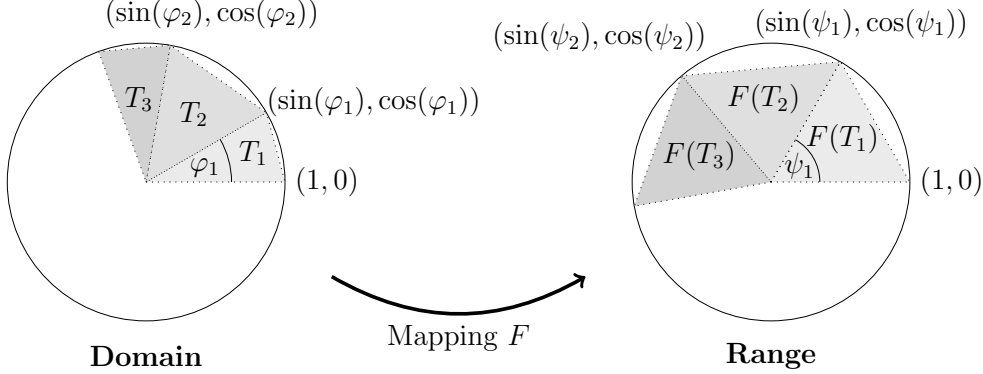 (sin(φ₂), cos(φ₂))
T₃
T₂
(sin(φ₁), cos(φ₁))
φ₁
T₁
(1, 0)
Domain
Mapping F
(sin(ψ₂), cos(ψ₂))
(sin(ψ₁), cos(ψ₁))
F(T₂)
F(T₃)
F(T₁)
ψ₁
(1, 0)
Range